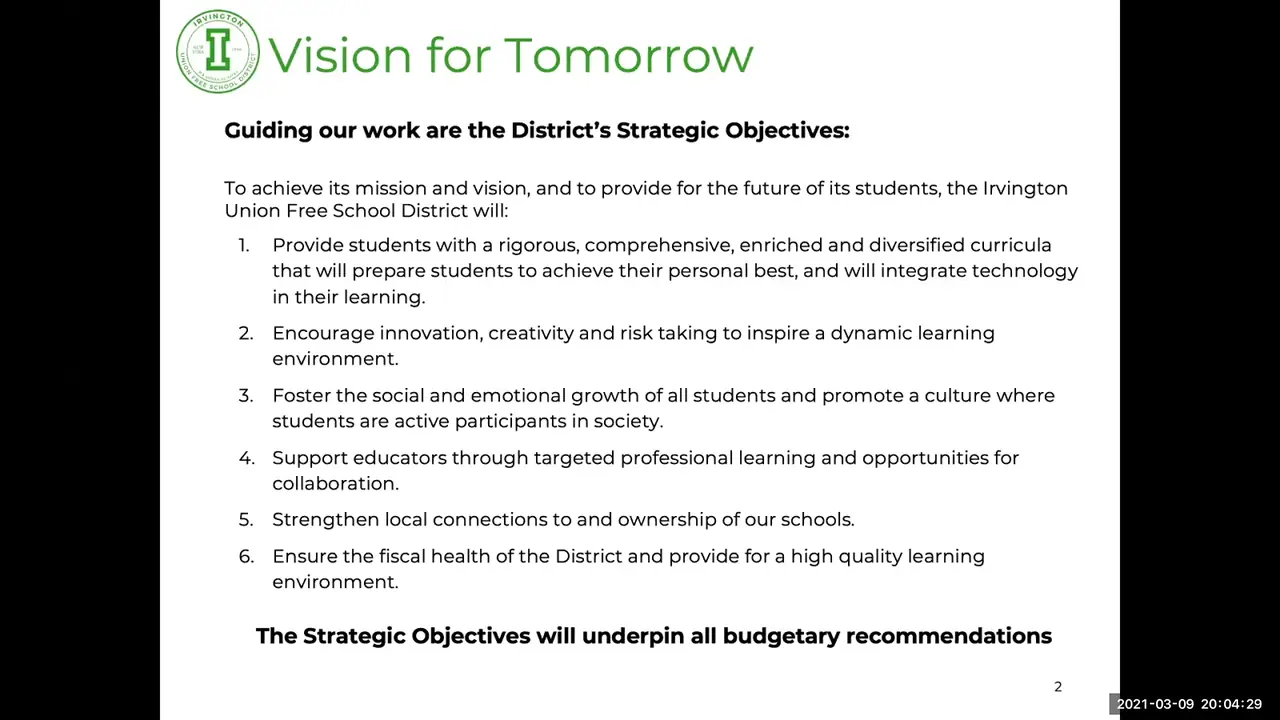 IRVINGTON
I
UNION FREE SCHOOL DISTRICT
Vision for Tomorrow
Guiding our work are the District's Strategic Objectives:
To achieve its mission and vision, and to provide for the future of its students, the Irvington
Union Free School District will:
1. Provide students with a rigorous, comprehensive, enriched and diversified curricula
that will prepare students to achieve their personal best, and will integrate technology
in their learning.
2. Encourage innovation, creativity and risk taking to inspire a dynamic learning
environment.
3. Foster the social and emotional growth of all students and promote a culture where
students are active participants in society.
4. Support educators through targeted professional learning and opportunities for
collaboration.
5. Strengthen local connections to and ownership of our schools.
6. Ensure the fiscal health of the District and provide for a high quality learning
environment.
The Strategic Objectives will underpin all budgetary recommendations
2
2021-03-09 20:04:29